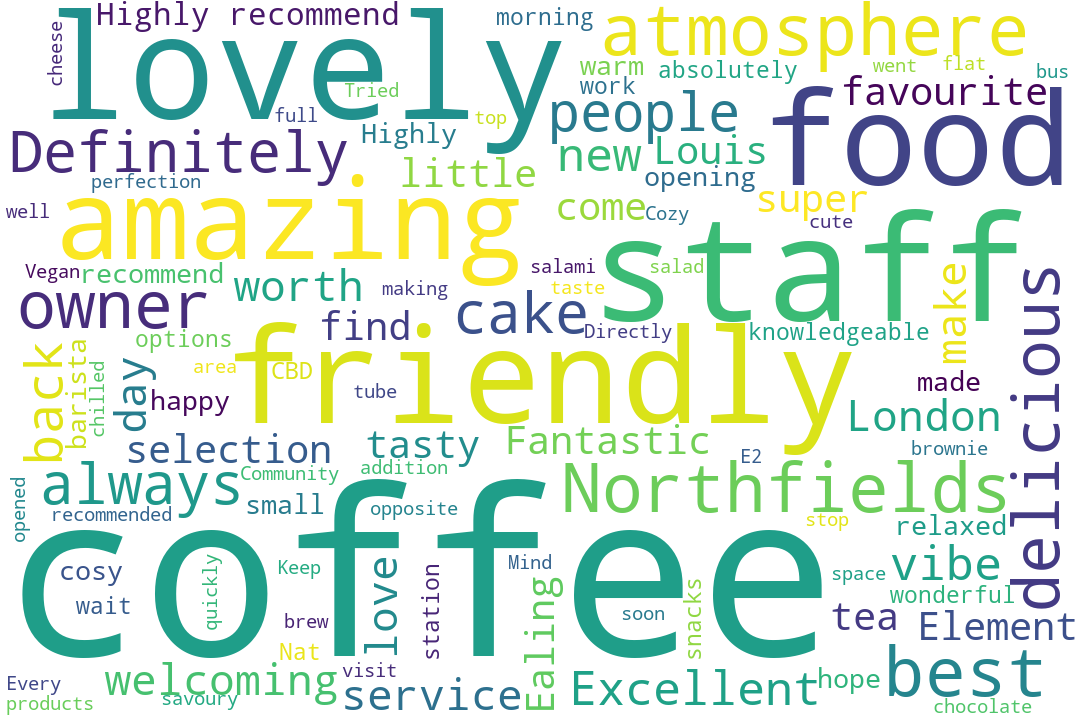 Highly recommend
morning
atmosphere
lovely
cheese
warm
absolutely
went
flat
bus
Tried
work
favourite
full
top
people
food
Highly
Definitely
new
Louis
little
opening
perfection
super
come
Cozy
cute
well
amazing
staff
Vegan
recommend
salami
salad
worth
making
taste
owner
cake
find
Directly
knowledgeable
make
delicious
options
friendly
back
barista
chilled
day
area
CBD
tube
happy
made
London
selection
tasty
Fantastic
E2
brownie
always
Community
addition
Northfields
opened
recommended
small
opposite
stop
relaxed
coffee
cosy
quickly
Keep
love
station
Mind
space
vibe
wait
wonderful
brew
soon
snacks
tea
Element
Nat
Ealing
visit
Every
welcoming
service
Excellent
hope
best
products
savoury
chocolate